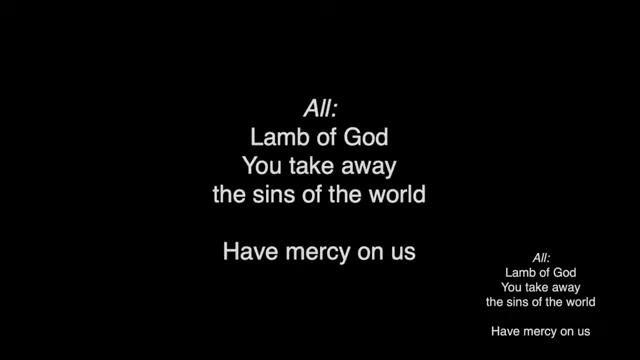 All:
Lamb of God
You take away
the sins of the world
Have mercy on us
All:
Lamb of God
You take away
the sins of the world
Have mercy on us